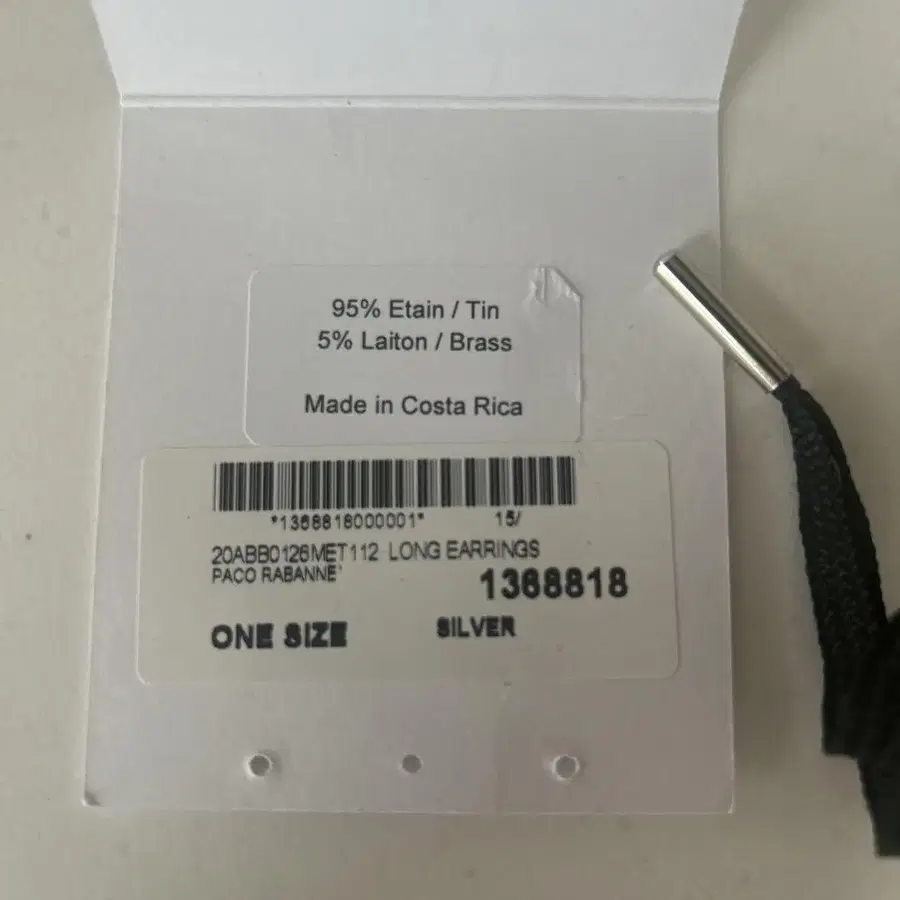 95% Etain / Tin
5% Laiton / Brass
Made in Costa Rica
*1368818000001* 15/
20ABB0126MET112 LONG EARRINGS
PACO RABANNE'
1368818
ONE SIZE SILVER